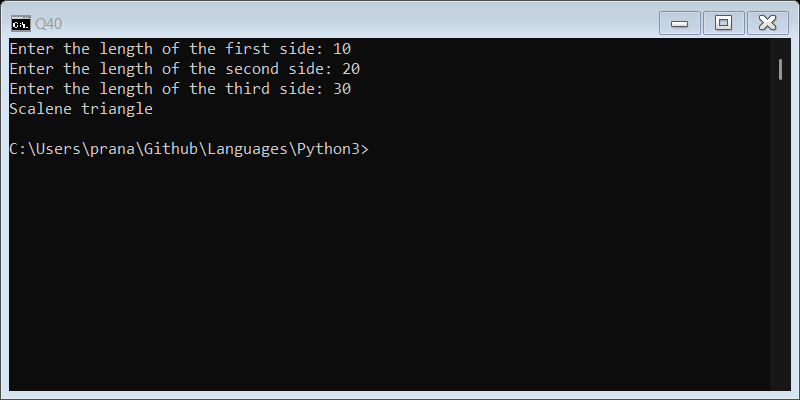 Q40
Enter the length of the first side: 10
Enter the length of the second side: 20
Enter the length of the third side: 30
Scalene triangle
C:\Users\prana\Github\Languages\Python3>